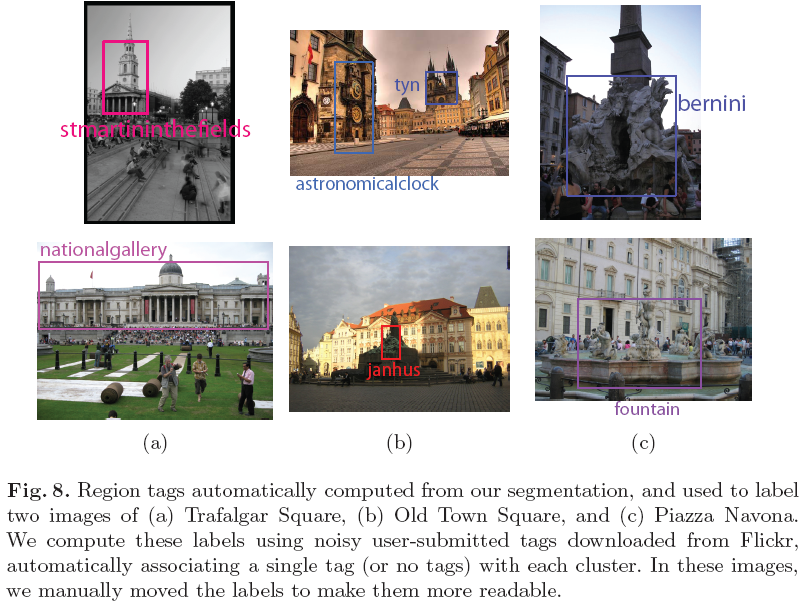 stmartininthefields
tyn
astronomicalclock
bernini
nationalgallery
janhus
fountain
(a)
(b)
(c)
Fig. 8. Region tags automatically computed from our segmentation, and used to label
two images of (a) Trafalgar Square, (b) Old Town Square, and (c) Piazza Navona.
We compute these labels using noisy user-submitted tags downloaded from Flickr,
automatically associating a single tag (or no tags) with each cluster. In these images,
we manually moved the labels to make them more readable.